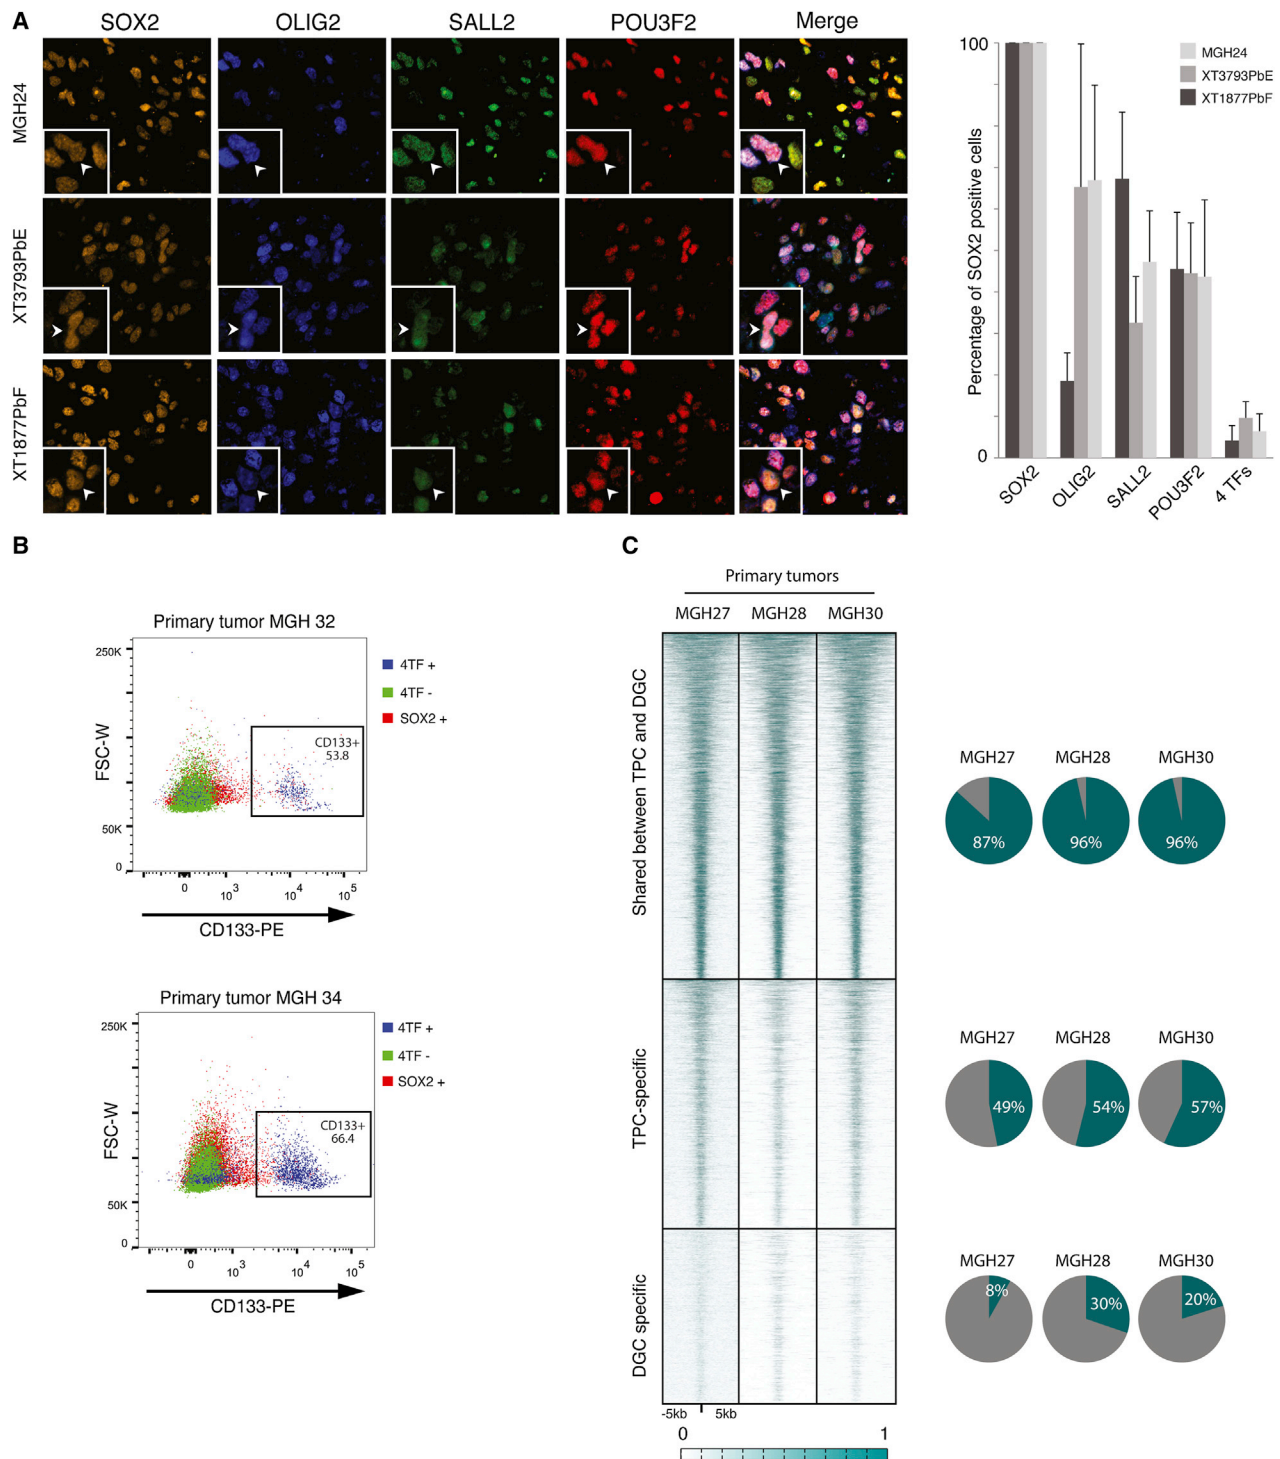 A
SOX2 OLIG2 SALL2 POU3F2 Merge
MGH24
XT3793PbE
XT1877PbF
100
0
Percentage of SOX2 positive cells
MGH24
XT3793PbE
XT1877PbF
SOX2 OLIG2 SALL2 POU3F2 4 TFs
B
Primary tumor MGH 32
250K
50K
0
FSC-W
CD133+
53.8
4TF +
4TF -
SOX2 +
0 10^3 10^4 10^5
CD133-PE
Primary tumor MGH 34
250K
50K
0
FSC-W
CD133+
66.4
4TF +
4TF -
SOX2 +
0 10^3 10^4 10^5
CD133-PE
C
Primary tumors
MGH27 MGH28 MGH30
Shared between TPC and DGC
TPC-specific
DGC specific
-5kb 5kb
0 1
MGH27 MGH28 MGH30
87% 96% 96%
MGH27 MGH28 MGH30
49% 54% 57%
MGH27 MGH28 MGH30
8% 30% 20%